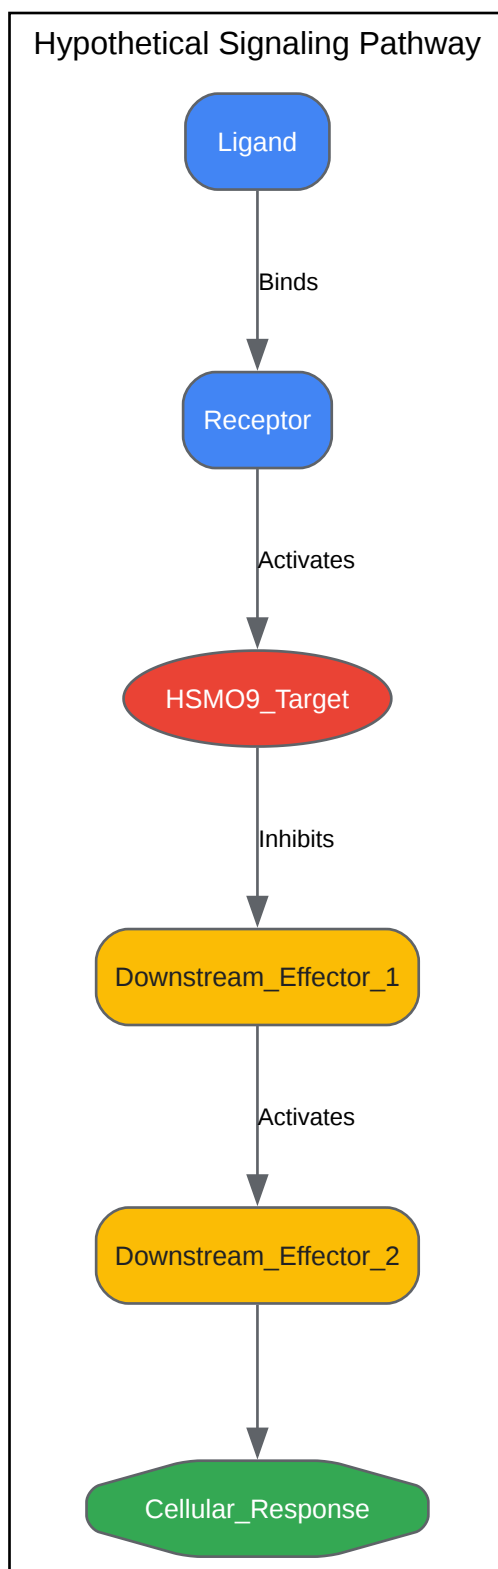 Hypothetical Signaling Pathway
Ligand
Binds
Receptor
Activates
HSMO9_Target
Inhibits
Downstream_Effector_1
Activates
Downstream_Effector_2
Cellular_Response